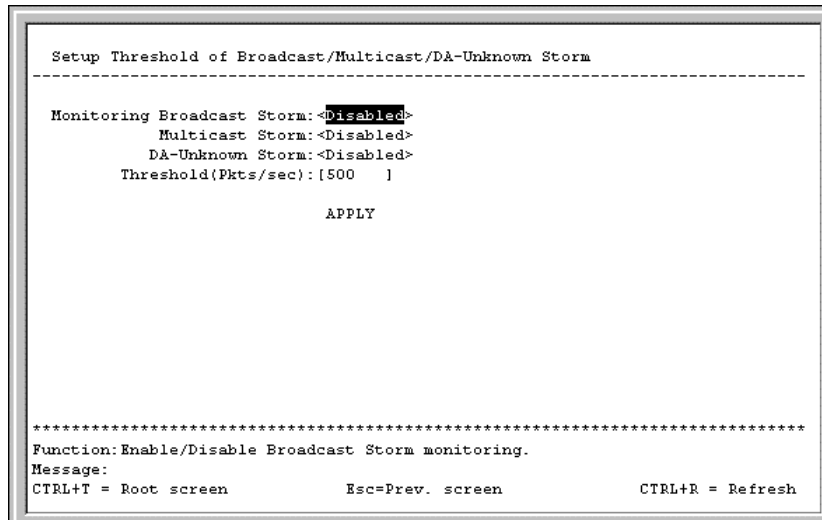 Setup Threshold of Broadcast/Multicast/DA-Unknown Storm
--------------------------------------------------------------------------------
Monitoring Broadcast Storm:<Disabled>
Multicast Storm:<Disabled>
DA-Unknown Storm:<Disabled>
Threshold(Pkts/sec):[500   ]
APPLY
********************************************************************************
Function:Enable/Disable Broadcast Storm monitoring.
Message:
CTRL+T = Root screen Esc=Prev. screen CTRL+R = Refresh